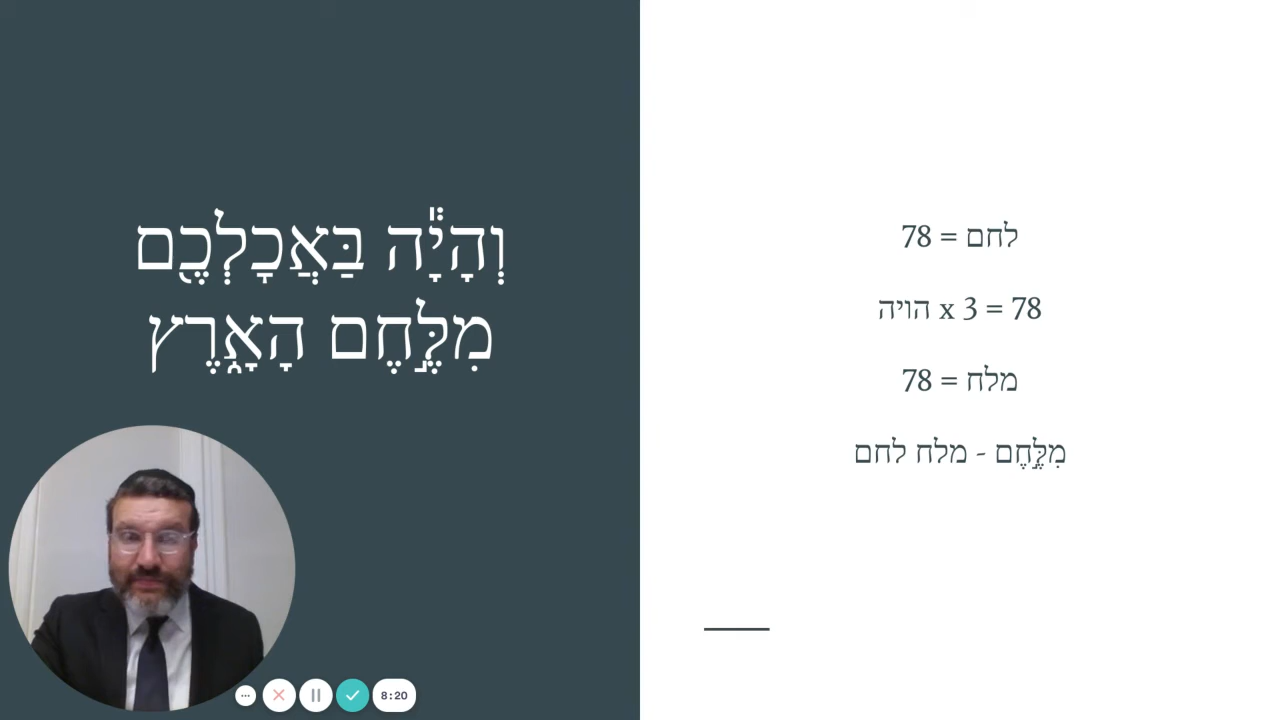 וְהָיָ֕ה בַּאֲכׇלְכֶ֖ם
מִלֶּ֣חֶם הָאָ֑רֶץ
לחם = 78
הויה x 3 = 78
מלח = 78
מִלֶּ֣חֶם - מלח לחם
8:20